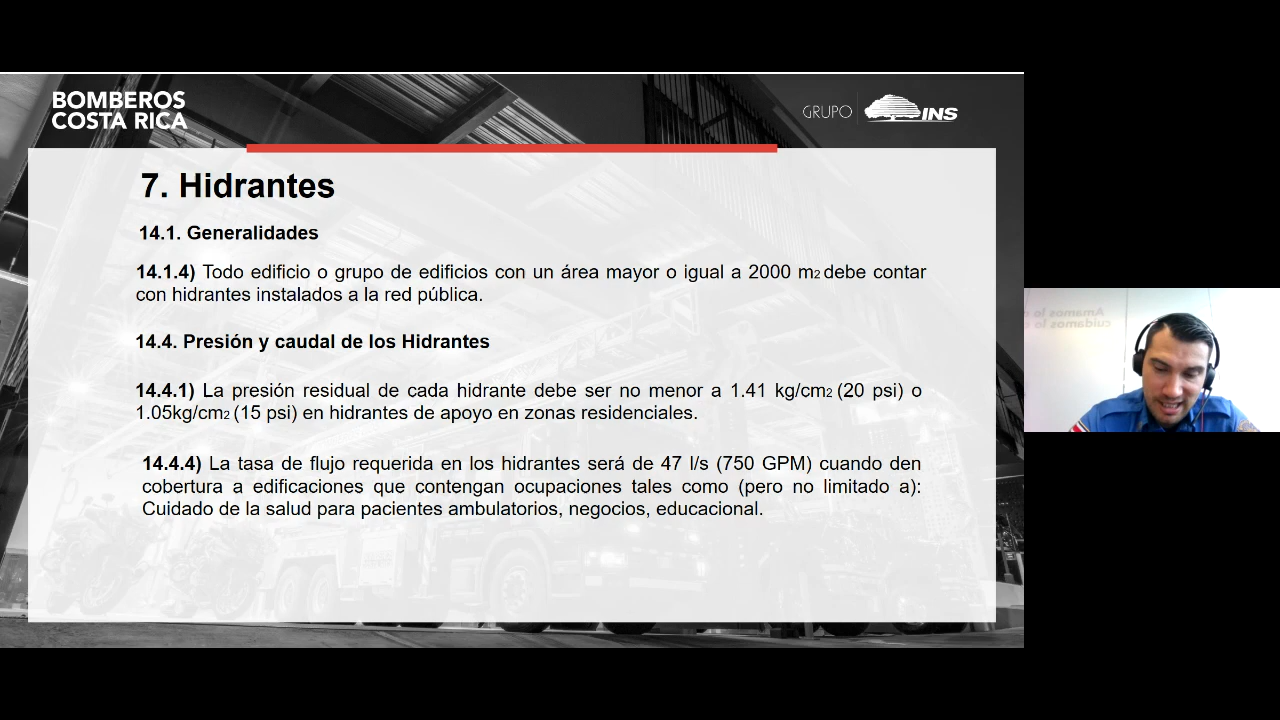 BOMBEROS
COSTA RICA
GRUPO INS
7. Hidrantes
14.1. Generalidades
14.1.4) Todo edificio o grupo de edificios con un área mayor o igual a 2000 m2 debe contar
con hidrantes instalados a la red pública.
14.4. Presión y caudal de los Hidrantes
14.4.1) La presión residual de cada hidrante debe ser no menor a 1.41 kg/cm2 (20 psi) o
1.05kg/cm2 (15 psi) en hidrantes de apoyo en zonas residenciales.
14.4.4) La tasa de flujo requerida en los hidrantes será de 47 l/s (750 GPM) cuando den
cobertura a edificaciones que contengan ocupaciones tales como (pero no limitado a):
Cuidado de la salud para pacientes ambulatorios, negocios, educacional.
Amamos lo
cuidamos lo